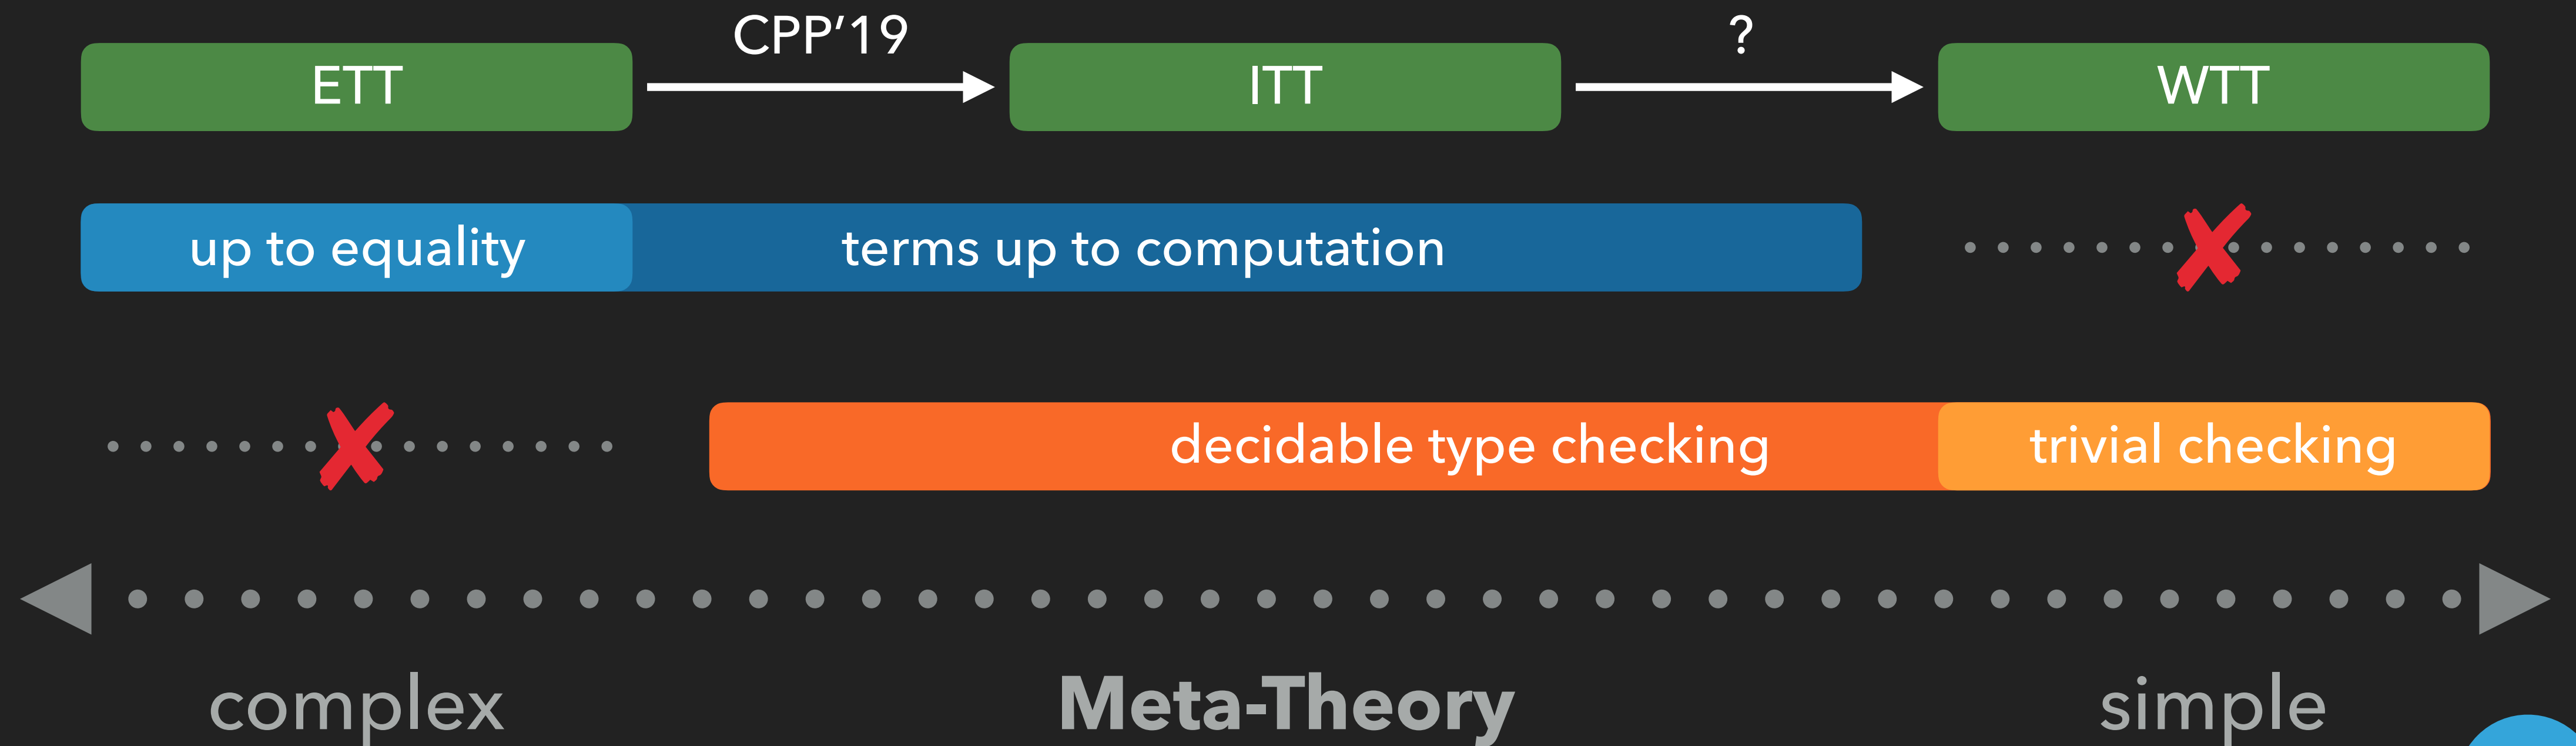 CPP'19
?
ETT
ITT
WTT
up to equality
terms up to computation
decidable type checking
trivial checking
complex
Meta-Theory
simple